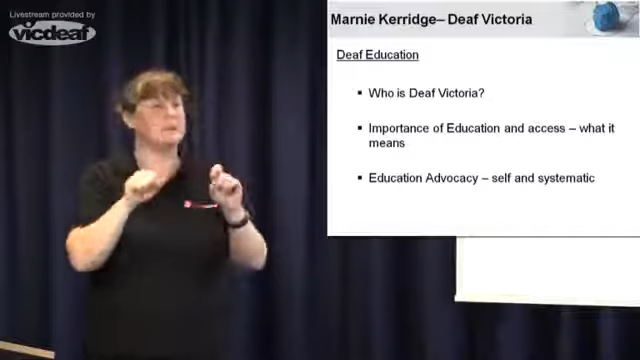 Livestream provided by
vicdeaf
Marnie Kerridge– Deaf Victoria
Deaf Education
▪ Who is Deaf Victoria?
▪ Importance of Education and access – what it
means
▪ Education Advocacy – self and systematic